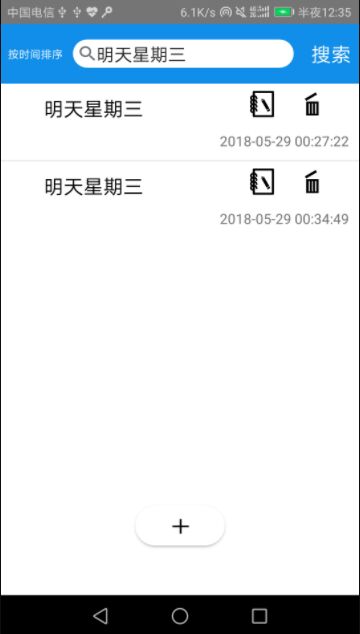 中国电信 6.1K/s 半夜12:35
按时间排序 明天星期三 搜索
明天星期三
2018-05-29 00:27:22
明天星期三
2018-05-29 00:34:49